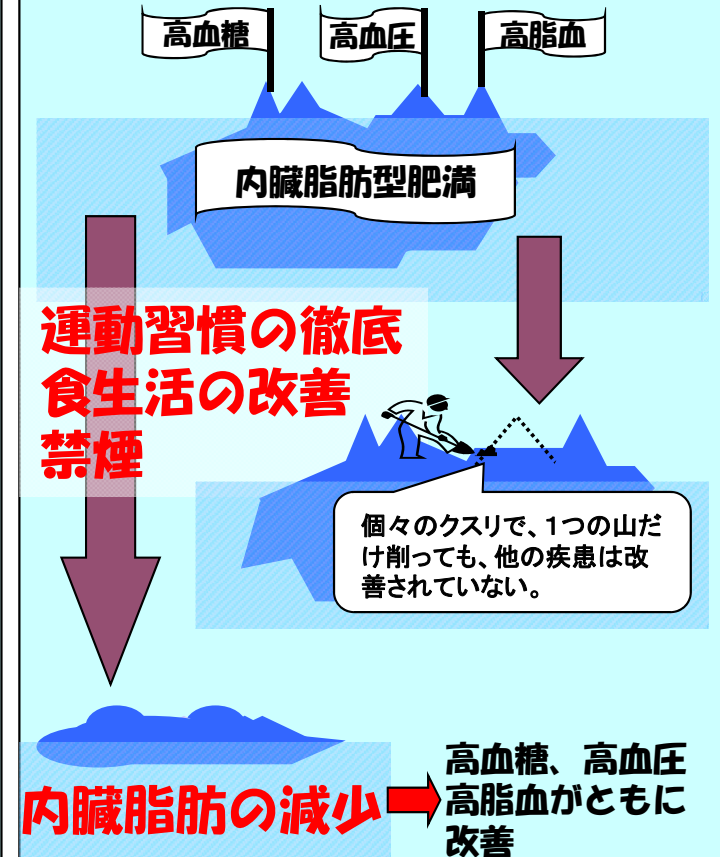 高血糖
高血圧
高脂血
内臓脂肪型肥満
運動習慣の徹底
食生活の改善
禁煙
個々のクスリで、１つの山だ
け削っても、他の疾患は改
善されていない。
内臓脂肪の減少
高血糖、高血圧
高脂血がともに
改善